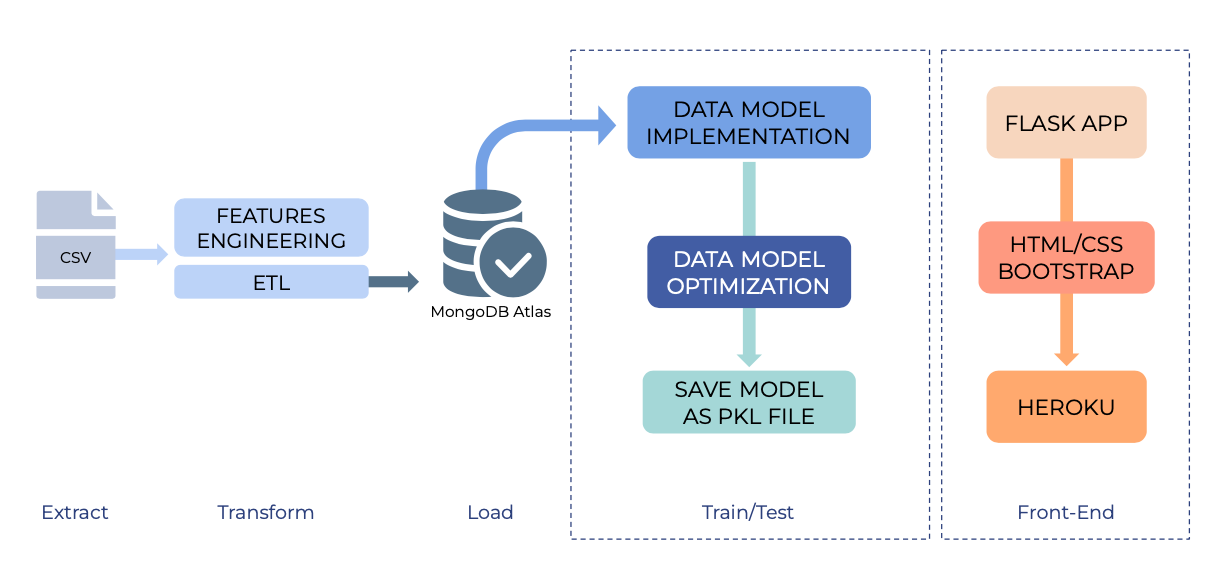 CSV
FEATURES
ENGINEERING
ETL
MongoDB Atlas
DATA MODEL
IMPLEMENTATION
DATA MODEL
OPTIMIZATION
SAVE MODEL
AS PKL FILE
FLASK APP
HTML/CSS
BOOTSTRAP
HEROKU
Extract
Transform
Load
Train/Test
Front-End